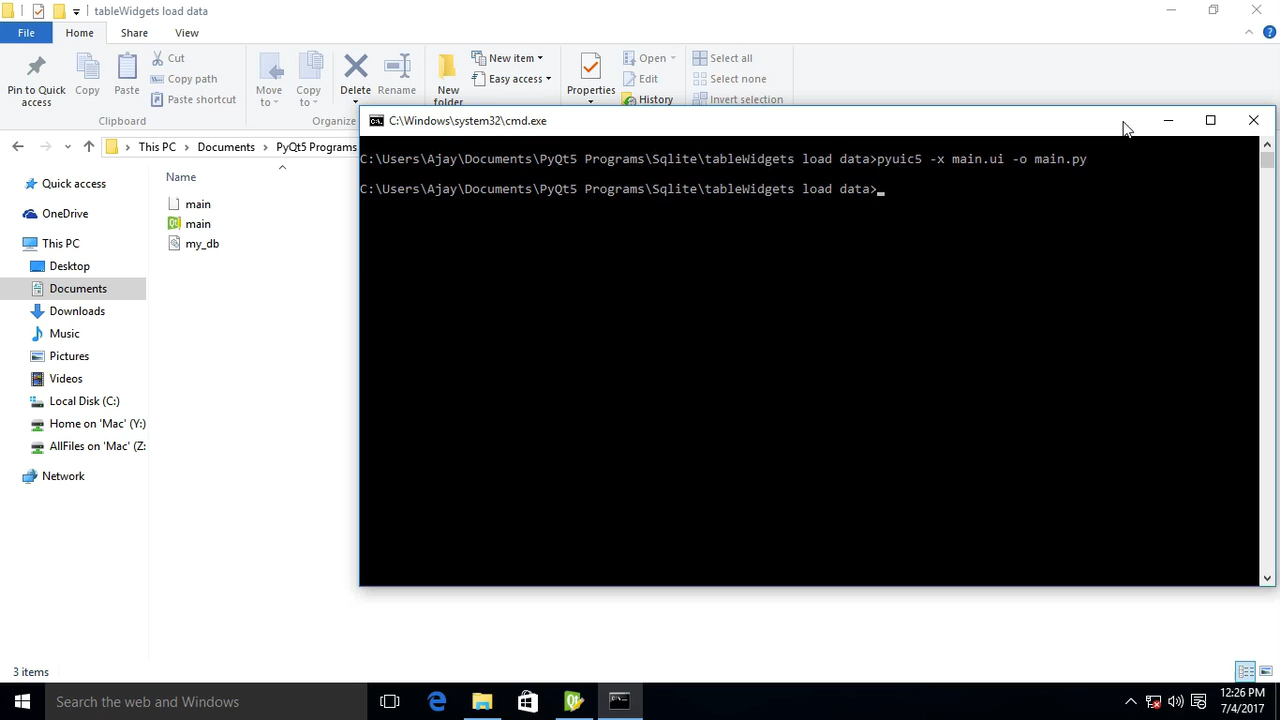 tableWidgets load data
File Home Share View
Pin to Quick access
Copy
Paste
Cut
Copy path
Paste shortcut
Move to
Copy to
Delete
Rename
New folder
New item
Easy access
Properties
Open
Edit
History
Select all
Select none
Invert selection
Clipboard
Organize
This PC Documents PyQt5 Programs
Quick access
OneDrive
This PC
Desktop
Documents
Downloads
Music
Pictures
Videos
Local Disk (C:)
Home on 'Mac' (Y:)
AllFiles on 'Mac' (Z:
Network
Name
main
main
my_db
3 items
C:\Windows\system32\cmd.exe
C:\Users\Ajay\Documents\PyQt5 Programs\Sqlite\tableWidgets load data>pyuic5 -x main.ui -o main.py
C:\Users\Ajay\Documents\PyQt5 Programs\Sqlite\tableWidgets load data>
Search the web and Windows
12:26 PM
7/4/2017